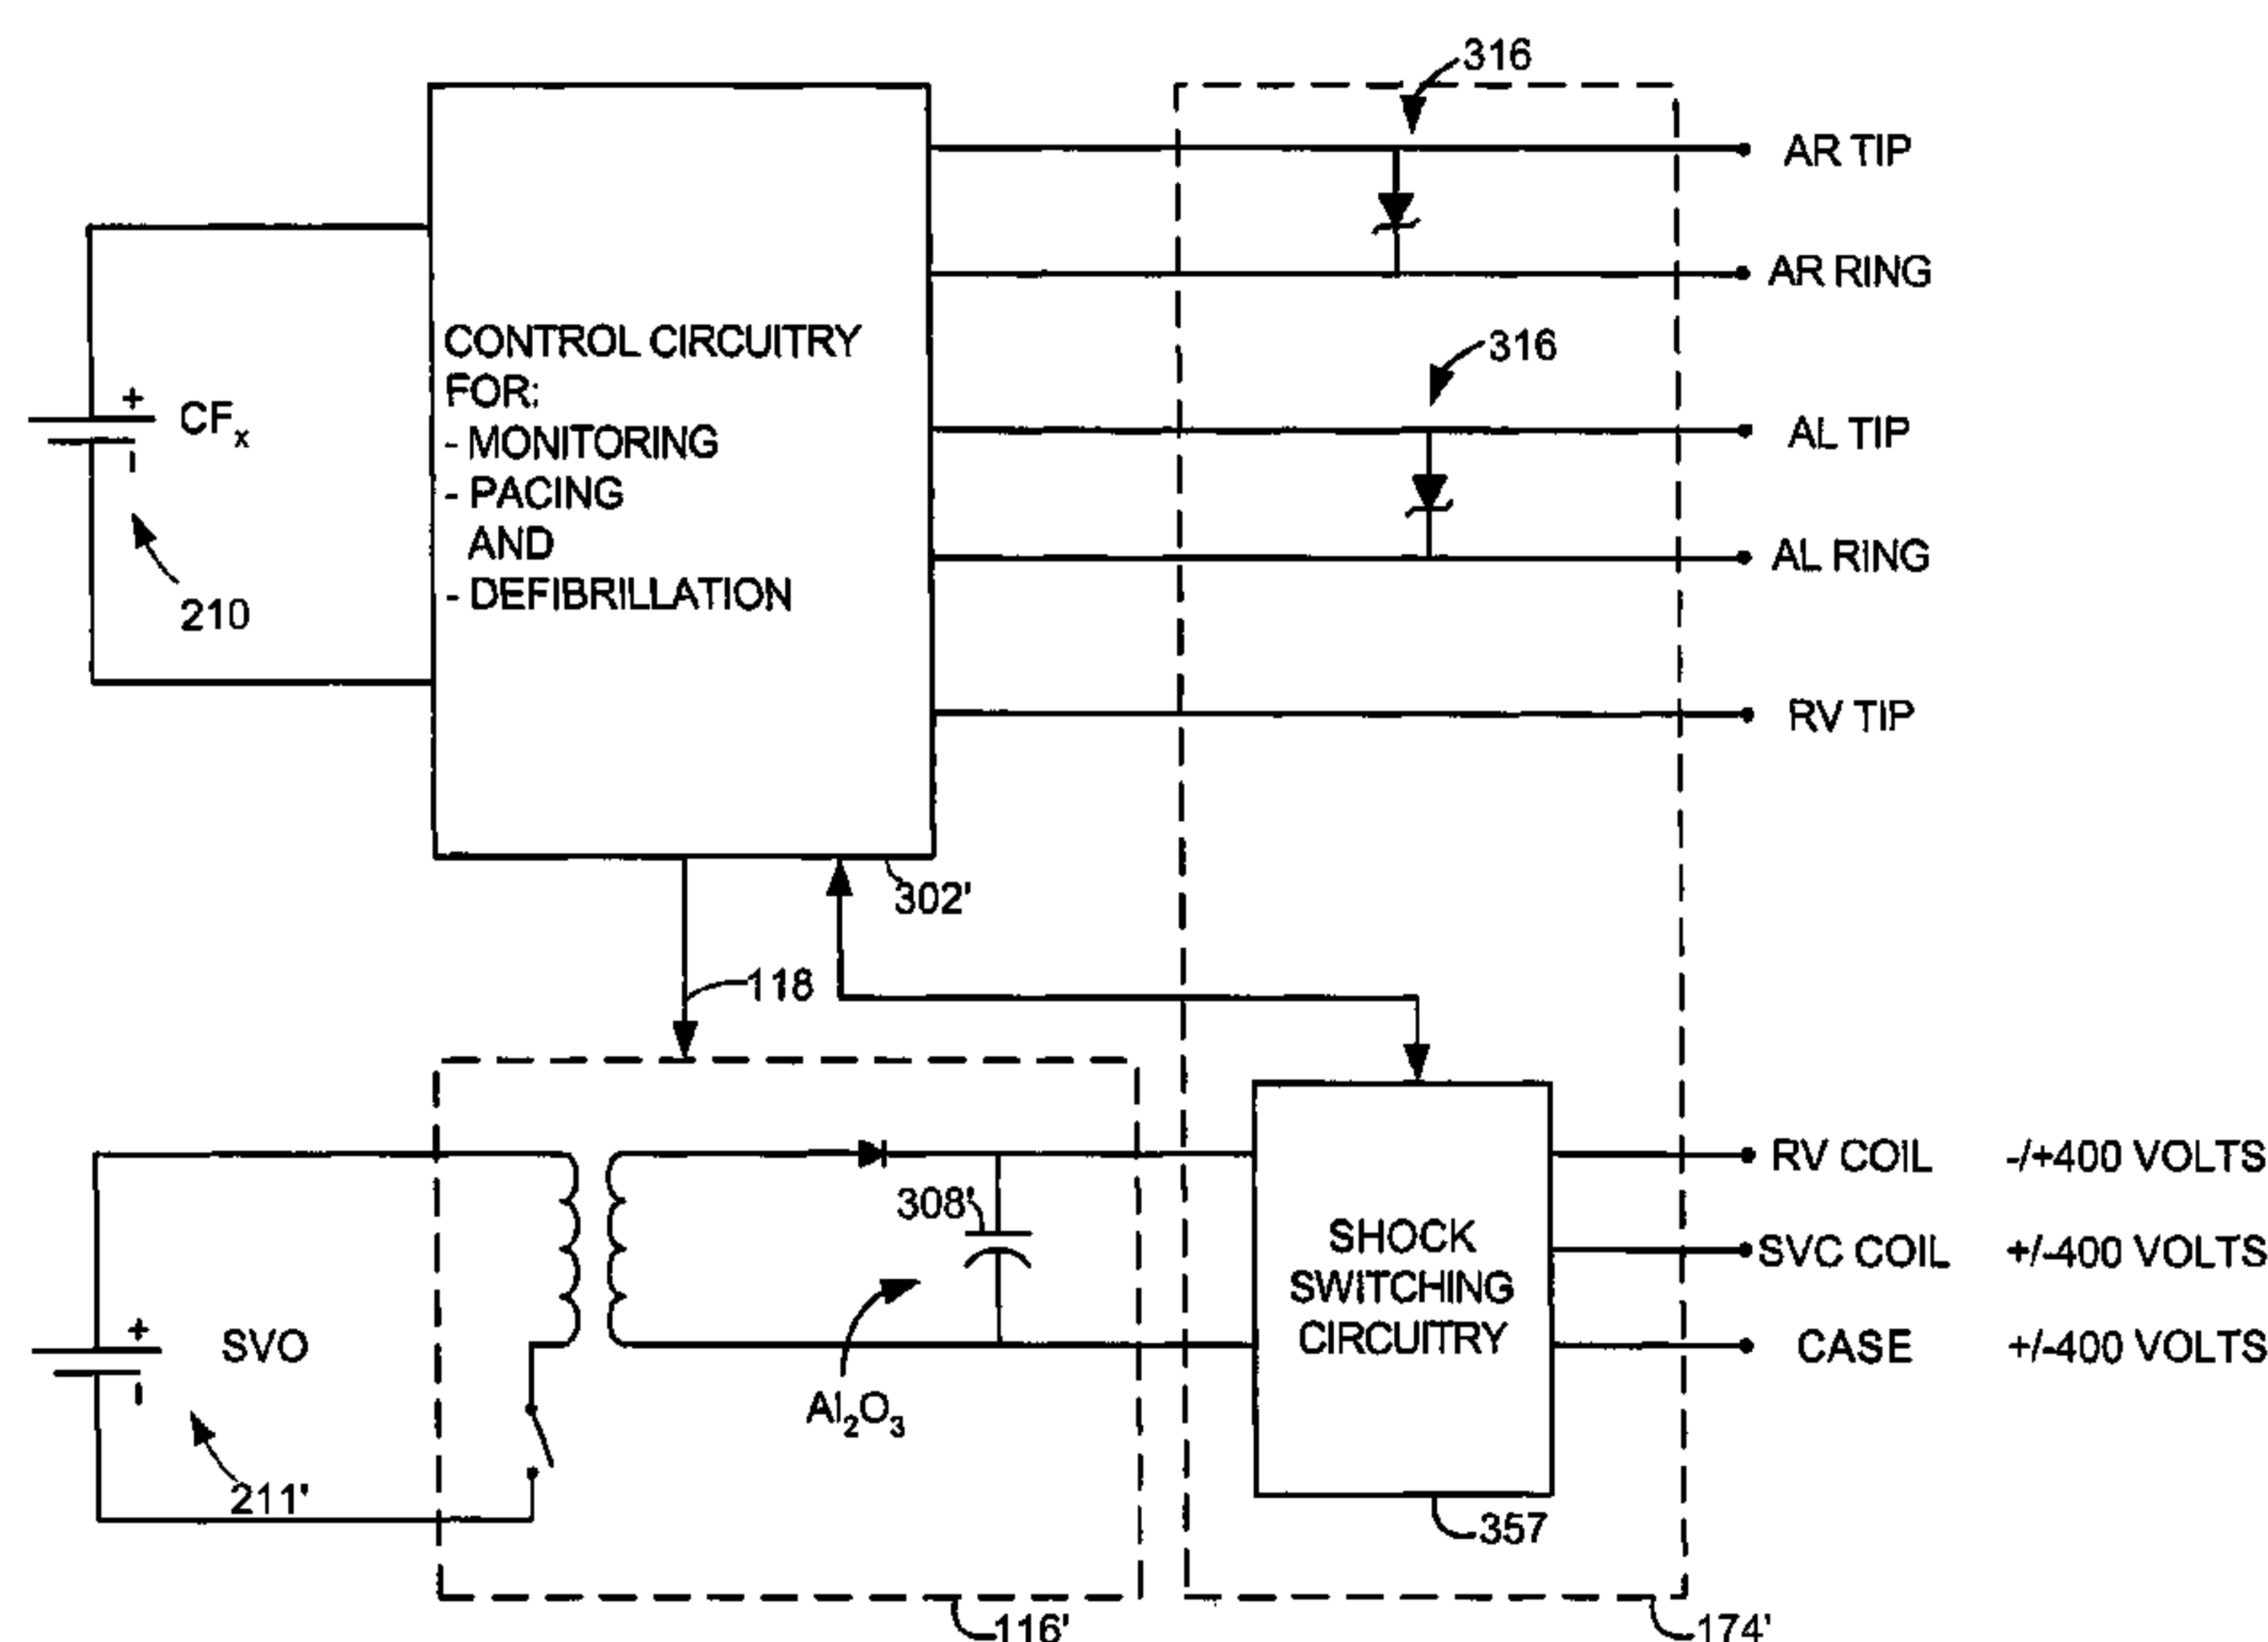 316
AR TIP
AR RING
CONTROL CIRCUITRY
FOR:
- MONITORING
- PACING
AND
- DEFIBRILLATION
+
CFx
-
210
316
AL TIP
AL RING
RV TIP
302'
118
308'
Al2O3
+
SVO
-
211'
SHOCK
SWITCHING
CIRCUITRY
RV COIL -/+400 VOLTS
SVC COIL +/-400 VOLTS
CASE +/-400 VOLTS
357
116'
174'